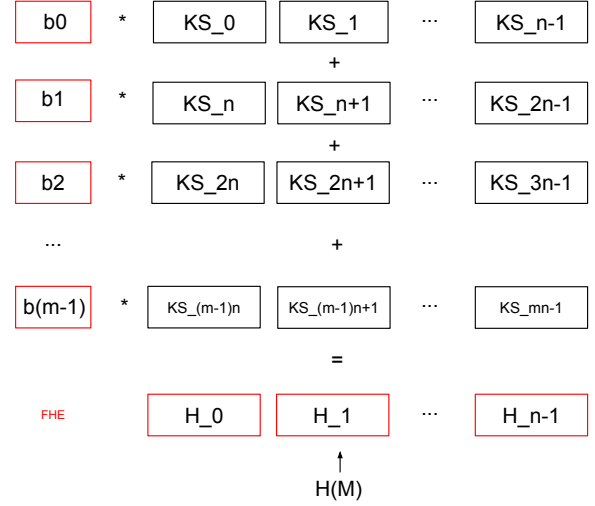 b0 * KS_0 KS_1 ... KS_n-1
+
b1 * KS_n KS_n+1 ... KS_2n-1
+
b2 * KS_2n KS_2n+1 ... KS_3n-1
... +
b(m-1) * KS_(m-1)n KS_(m-1)n+1 ... KS_mn-1
=
FHE H_0 H_1 ... H_n-1
H(M)